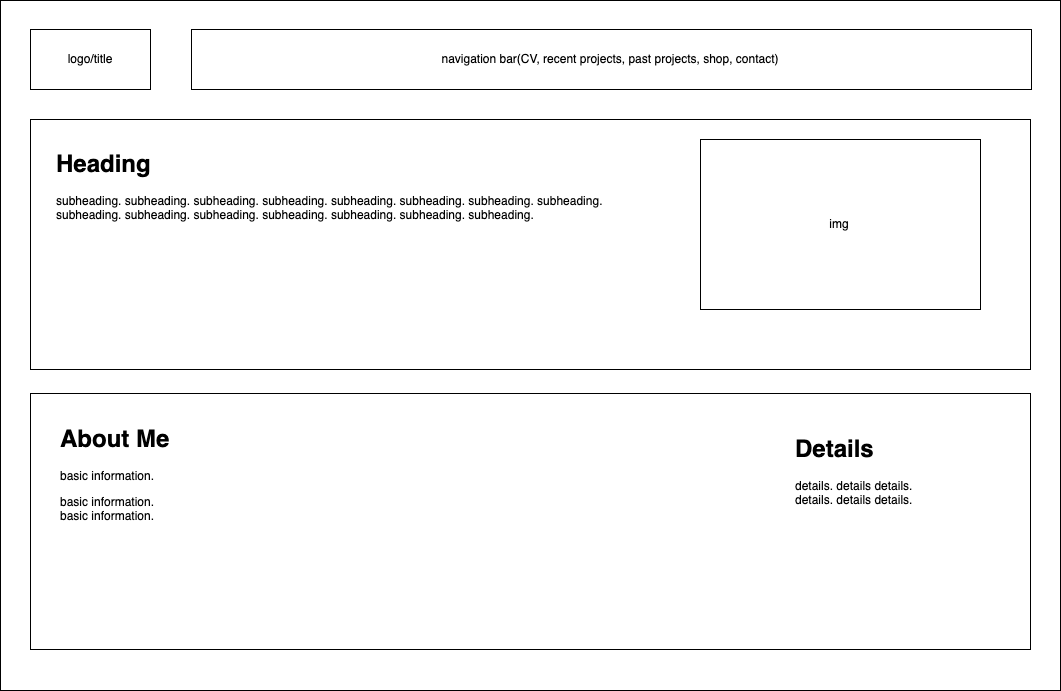 logo/title
navigation bar(CV, recent projects, past projects, shop, contact)
Heading
subheading. subheading. subheading. subheading. subheading. subheading. subheading. subheading.
subheading. subheading. subheading. subheading. subheading. subheading. subheading.
img
About Me
basic information.
basic information.
basic information.
Details
details. details details.
details. details details.